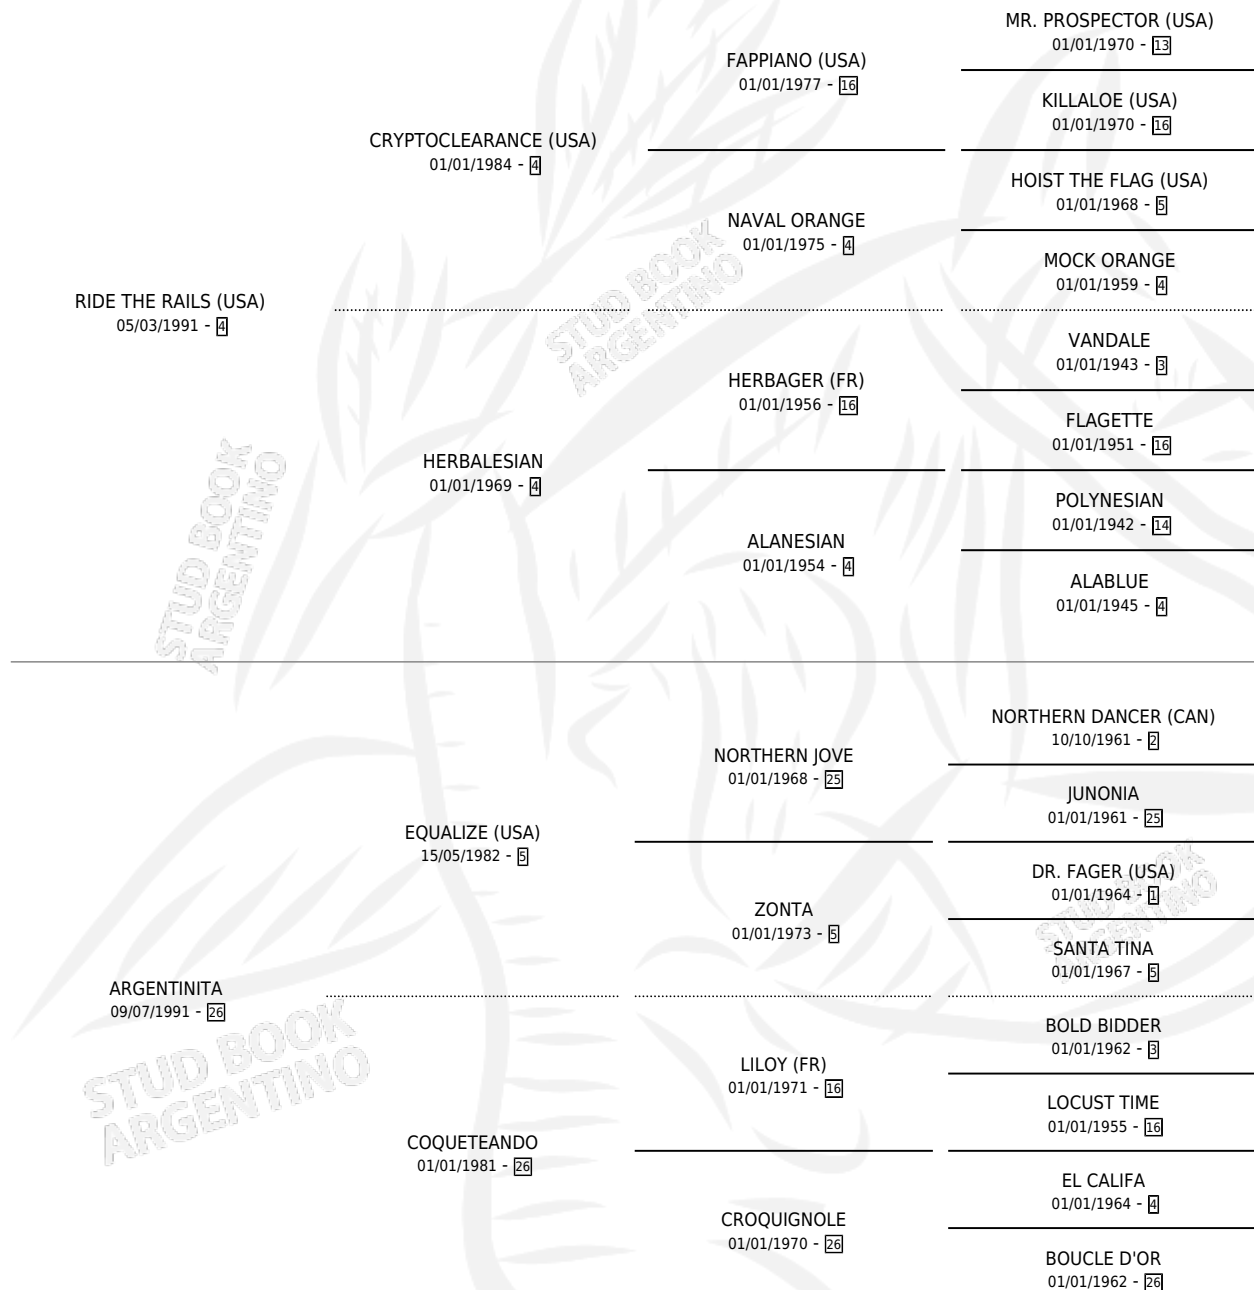 MR. PROSPECTOR (USA)
01/01/1970 - 13
FAPPIANO (USA)
01/01/1977 - 16
KILLALOE (USA)
01/01/1970 - 16
CRYPTOCLEARANCE (USA)
01/01/1984 - 4
HOIST THE FLAG (USA)
01/01/1968 - 5
NAVAL ORANGE
01/01/1975 - 4
MOCK ORANGE
01/01/1959 - 4
RIDE THE RAILS (USA)
05/03/1991 - 4
VANDALE
01/01/1943 - 3
HERBAGER (FR)
01/01/1956 - 16
FLAGETTE
01/01/1951 - 16
HERBALESIAN
01/01/1969 - 4
POLYNESIAN
01/01/1942 - 14
ALANESIAN
01/01/1954 - 4
ALABLUE
01/01/1945 - 4
STUD BOOK
ARGENTINO
STUD BOOK
ARGENTINO
NORTHERN DANCER (CAN)
10/10/1961 - 2
NORTHERN JOVE
01/01/1968 - 25
JUNONIA
01/01/1961 - 25
EQUALIZE (USA)
15/05/1982 - 5
DR. FAGER (USA)
01/01/1964 - 1
ZONTA
01/01/1973 - 5
SANTA TINA
01/01/1967 - 5
STUD BOOK
ARGENTINO
ARGENTINITA
09/07/1991 - 26
BOLD BIDDER
01/01/1962 - 3
LILOY (FR)
01/01/1971 - 16
LOCUST TIME
01/01/1955 - 16
COQUETEANDO
01/01/1981 - 26
EL CALIFA
01/01/1964 - 4
CROQUIGNOLE
01/01/1970 - 26
BOUCLE D'OR
01/01/1962 - 26
STUD BOOK
ARGENTINO